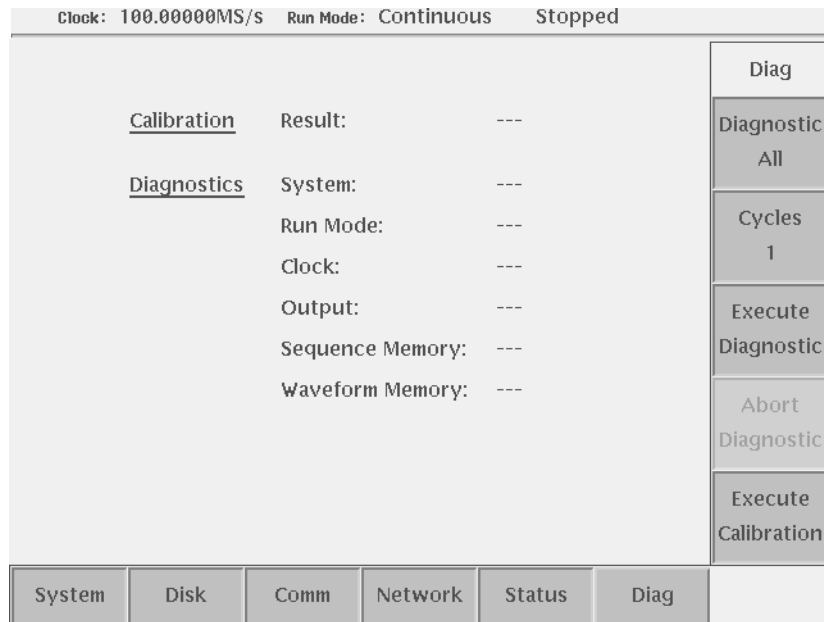 Clock: 100.00000MS/s Run Mode: Continuous Stopped
Diag
Calibration Result: ---
Diagnostics System: ---
Run Mode: ---
Clock: ---
Output: ---
Sequence Memory: ---
Waveform Memory: ---
Diagnostic
All
Cycles
1
Execute
Diagnostic
Abort
Diagnostic
Execute
Calibration
System Disk Comm Network Status Diag